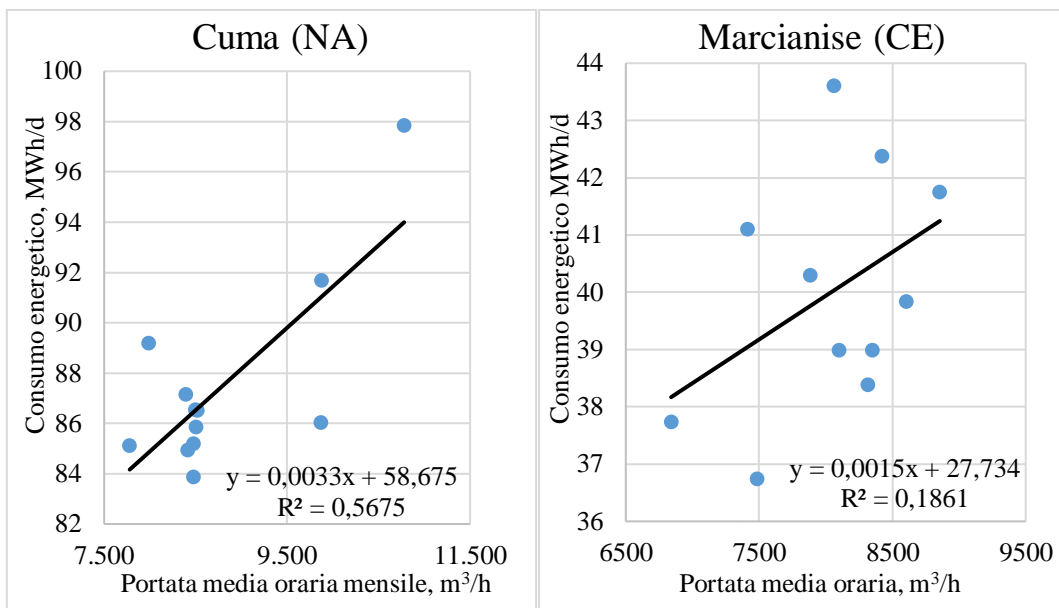 Cuma (NA)
Consumo energetico, MWh/d
100
98
96
94
92
90
88
86
84
82
y = 0,0033x + 58,675
R² = 0,5675
7.500
9.500
11.500
Portata media oraria mensile, m³/h
Marcianise (CE)
Consumo energetico MWh/d
44
43
42
41
40
39
38
37
36
y = 0,0015x + 27,734
R² = 0,1861
6500
7500
8500
9500
Portata media oraria, m³/h